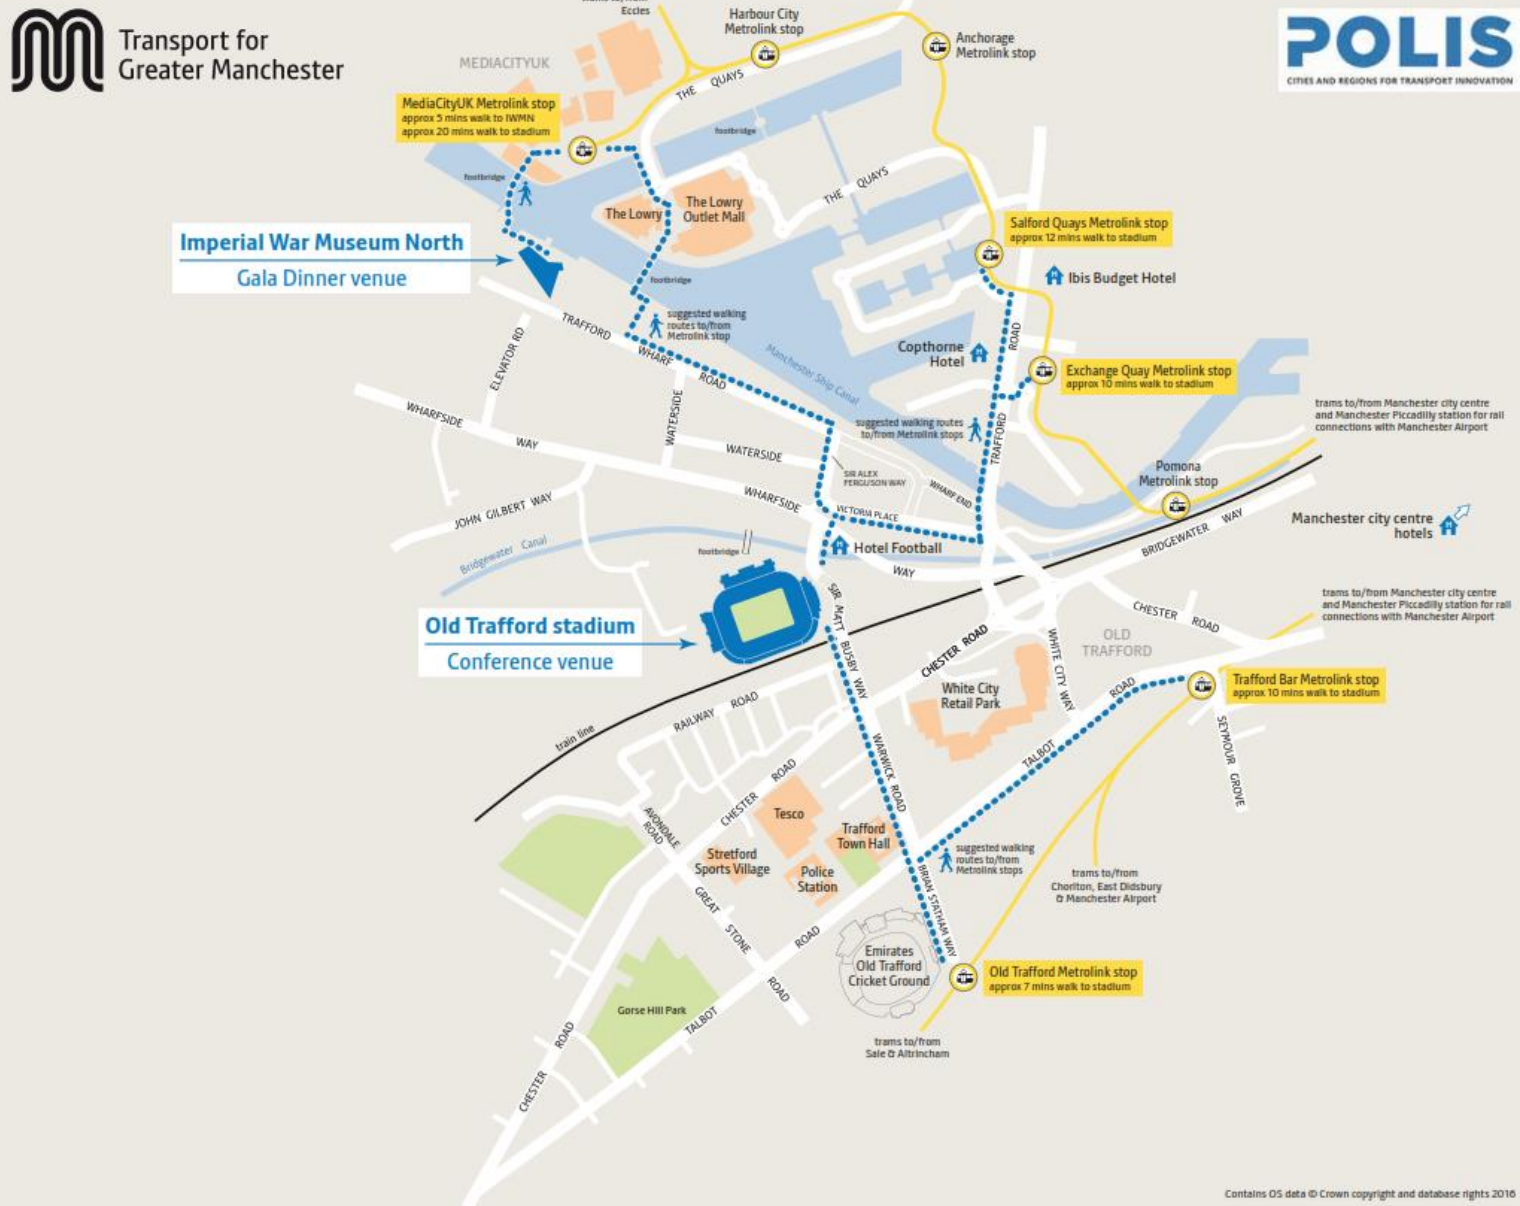 Transport for
Greater Manchester
Eccles
Harbour City
Metrolink stop
Anchorage
Metrolink stop
POLIS
CITIES AND REGIONS FOR TRANSPORT INNOVATION
MEDIACITYUK
THE QUAYS
MediaCityUK Metrolink stop
approx 5 mins walk to IWMN
approx 20 mins walk to stadium
footbridge
footbridge
THE QUAYS
The Lowry
The Lowry
Outlet Mall
Salford Quays Metrolink stop
approx 12 mins walk to stadium
Imperial War Museum North
Gala Dinner venue
footbridge
Ibis Budget Hotel
suggested walking
routes to/from
Metrolink stop
TRAFFORD WHARF ROAD
ELEVATOR RD
Manchester Ship Canal
Copthorne
Hotel
TRAFFORD ROAD
Exchange Quay Metrolink stop
approx 10 mins walk to stadium
WHARFSIDE WAY
WATERSIDE
suggested walking routes
to/from Metrolink stops
trams to/from Manchester city centre
and Manchester Piccadilly station for rail
connections with Manchester Airport
WATERSIDE
SIR ALEX
FERGUSON WAY
WHARF END
Pomona
Metrolink stop
JOHN GILBERT WAY
WHARFSIDE WAY
VICTORIA PLACE
Manchester city centre
hotels
BRIDGEWATER WAY
Bridgewater Canal
footbridge
Hotel Football
Old Trafford stadium
Conference venue
SIR MATT BUSBY WAY
CHESTER ROAD
WHITE CITY WAY
OLD
TRAFFORD
CHESTER ROAD
trams to/from Manchester city centre
and Manchester Piccadilly station for rail
connections with Manchester Airport
White City
Retail Park
Trafford Bar Metrolink stop
approx 10 mins walk to stadium
train line
RAILWAY ROAD
WARWICK ROAD
TALBOT ROAD
SEYMOUR GROVE
CHESTER ROAD
AVONDALE
ROAD
Tesco
Trafford
Town Hall
Stretford
Sports Village
Police
Station
suggested walking
routes to/from
Metrolink stops
trams to/from
Chorlton, East Didsbury
& Manchester Airport
GREAT STONE ROAD
BRIAN STATHAM WAY
Emirates
Old Trafford
Cricket Ground
Old Trafford Metrolink stop
approx 7 mins walk to stadium
Gorse Hill Park
TALBOT ROAD
CHESTER ROAD
trams to/from
Sale & Altrincham
Contains OS data © Crown copyright and database rights 2016